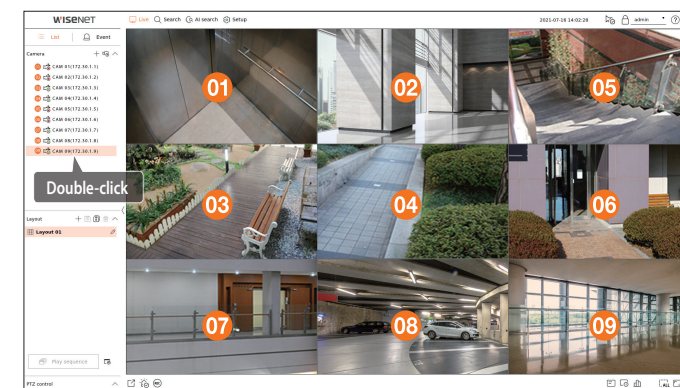 WISENET
Live Search AI search Setup
2021-07-16 14:02:28
admin
List Event
Camera
CAM 01(172.30.1.1)
CAM 02(172.30.1.2)
CAM 03(172.30.1.3)
CAM 04(172.30.1.4)
CAM 05(172.30.1.5)
CAM 06(172.30.1.6)
CAM 07(172.30.1.7)
CAM 08(172.30.1.8)
CAM 09(172.30.1.9)
Double-click
Layout
Layout 01
Play sequence
PTZ control
01
02
05
03
04
06
07
08
09
ALL